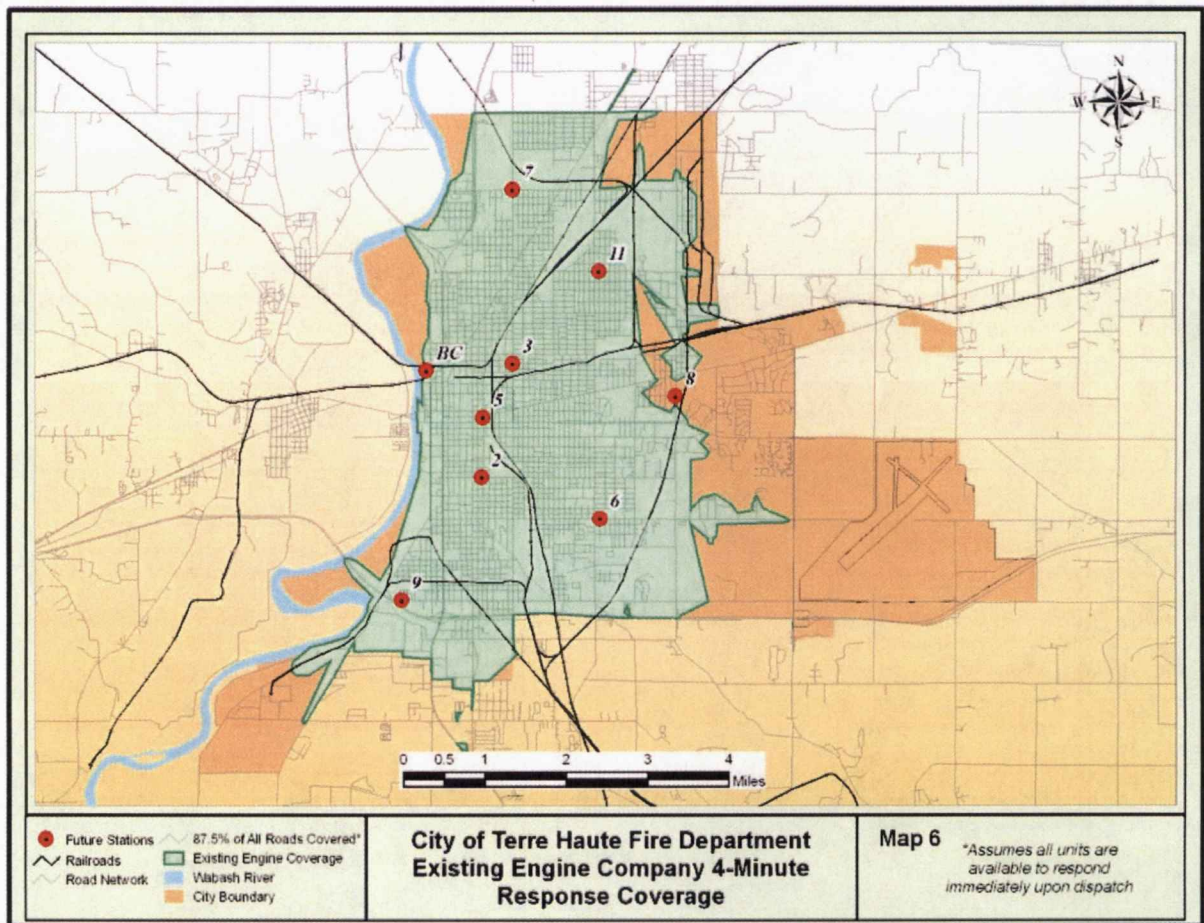 N
W E
S
7
11
BC
3
8
5
2
6
9
0 0.5 1 2 3 4
Miles
Future Stations
Railroads
Road Network
87.5% of All Roads Covered*
Existing Engine Coverage
Wabash River
City Boundary
City of Terre Haute Fire Department
Existing Engine Company 4-Minute
Response Coverage
Map 6
*Assumes all units are
available to respond
immediately upon dispatch